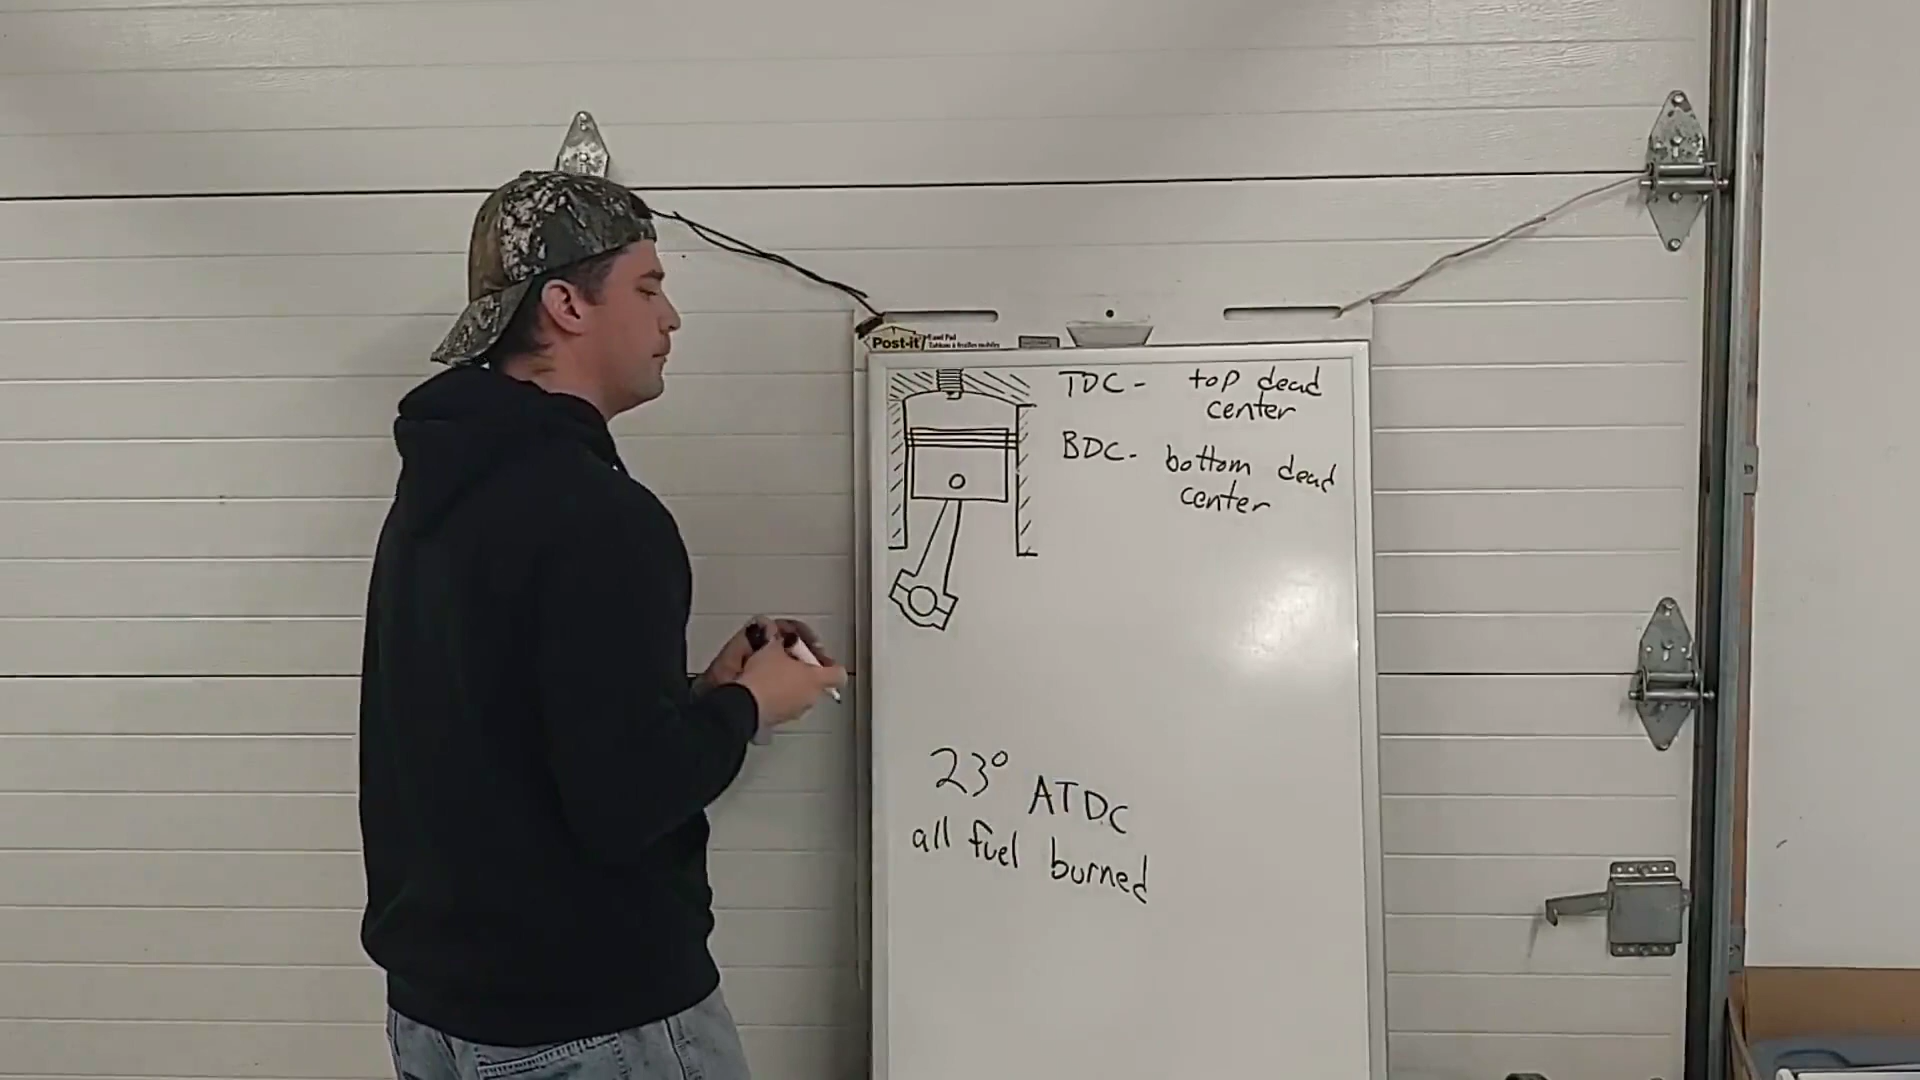 Post-it
TDC - top dead
center
BDC - bottom dead
center
23° ATDC
all fuel burned